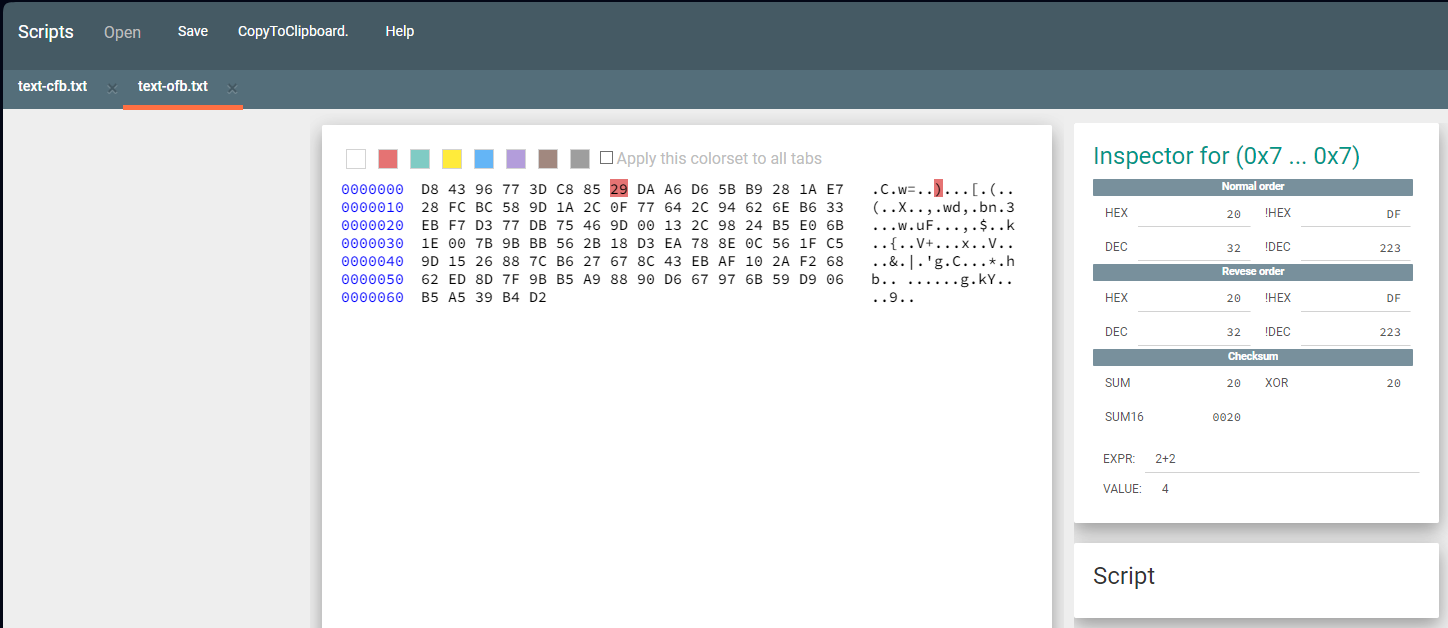 Scripts Open Save CopyToClipboard. Help
text-cfb.txt × text-ofb.txt ×
Apply this colorset to all tabs
0000000 D8 43 96 77 3D C8 85 29 DA A6 D6 5B B9 28 1A E7 .C.w=..)...[.(..
0000010 28 FC BC 58 9D 1A 2C 0F 77 64 2C 94 62 6E B6 33 (..X..,.wd,.bn.3
0000020 EB F7 D3 77 DB 75 46 9D 00 13 2C 98 24 B5 E0 6B ...w.uF...,.$..k
0000030 1E 00 7B 9B BB 56 2B 18 D3 EA 78 8E 0C 56 1F C5 ..{..V+...x..V..
0000040 9D 15 26 88 7C B6 27 67 8C 43 EB AF 10 2A F2 68 ..&.|.'g.C...*.h
0000050 62 ED 8D 7F 9B B5 A9 88 90 D6 67 97 6B 59 D9 06 b.. ......g.kY..
0000060 B5 A5 39 B4 D2 ..9..
Inspector for (0x7 ... 0x7)
Normal order
HEX 20 !HEX DF
DEC 32 !DEC 223
Revese order
HEX 20 !HEX DF
DEC 32 !DEC 223
Checksum
SUM 20 XOR 20
SUM16 0020
EXPR: 2+2
VALUE: 4
Script